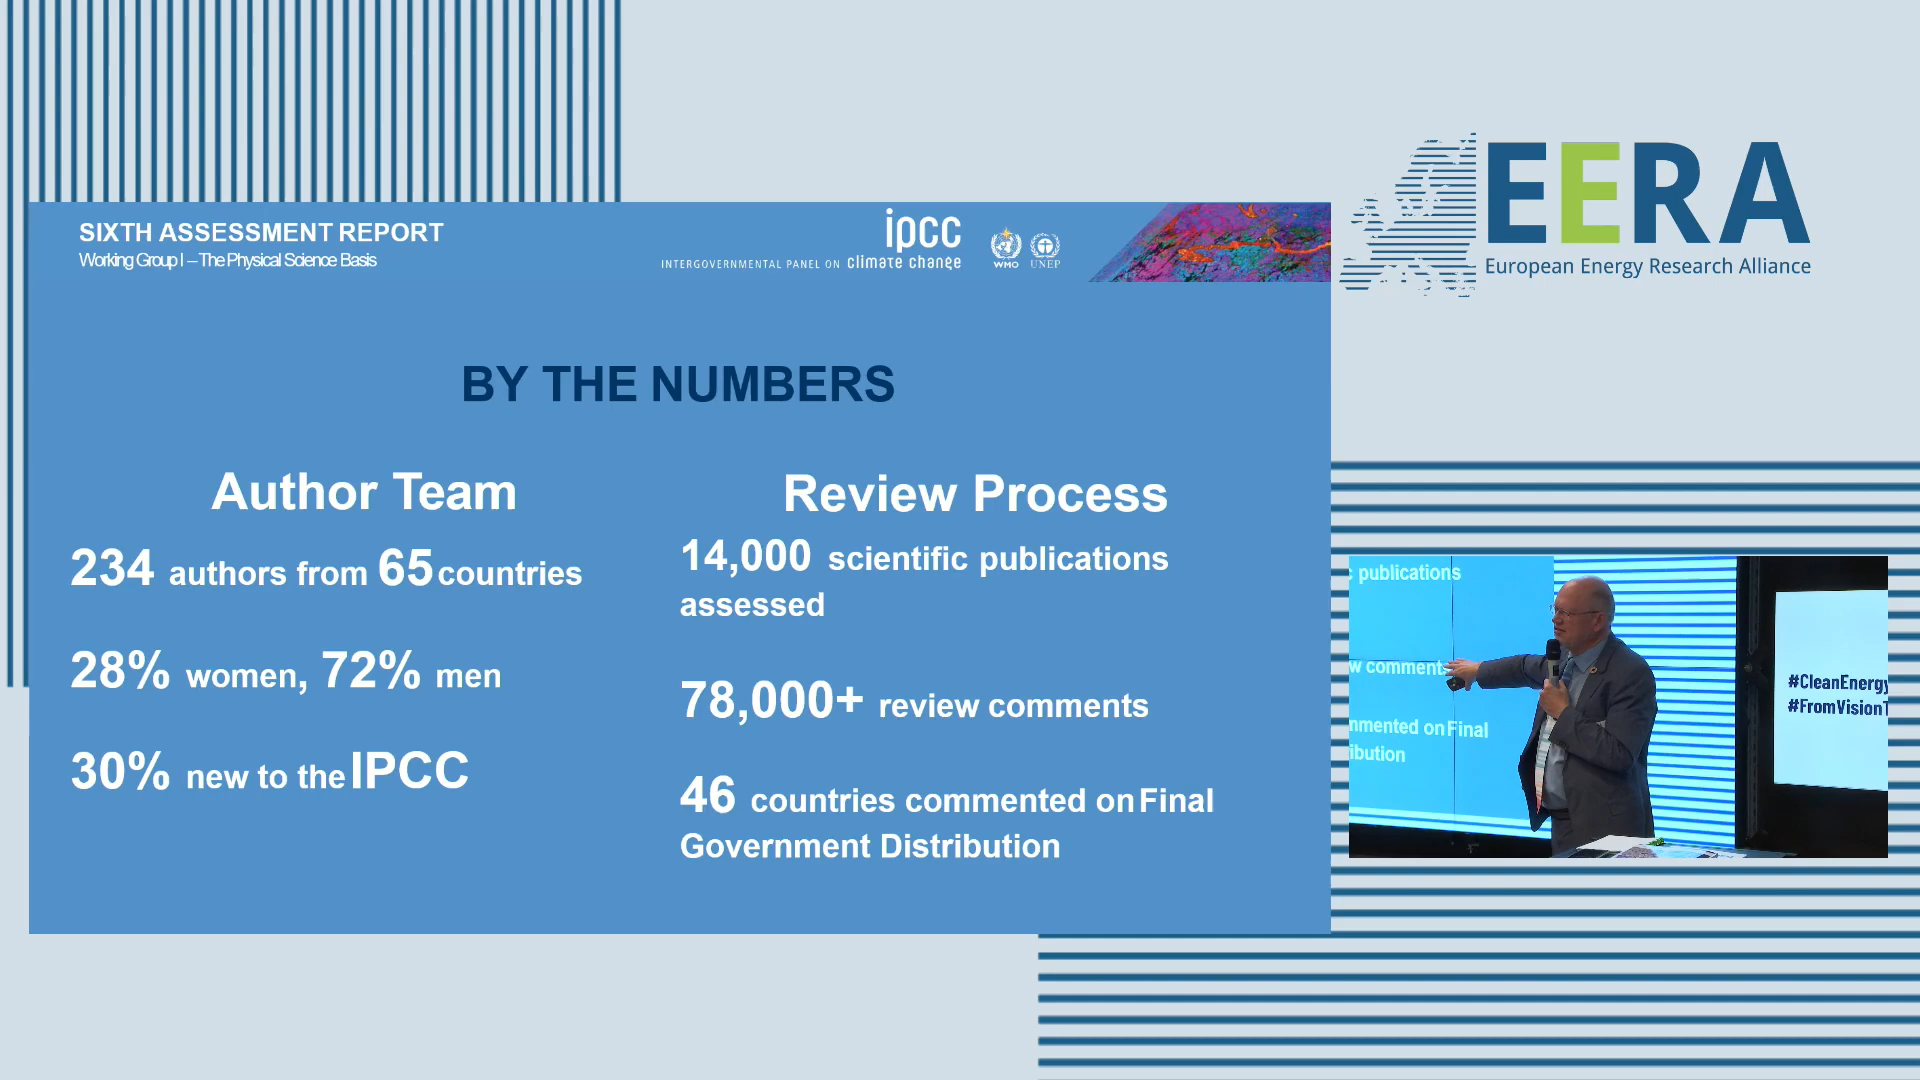 SIXTH ASSESSMENT REPORT
Working Group I – The Physical Science Basis
ipcc
INTERGOVERNMENTAL PANEL ON climate change
WMO
UNEP
EERA
European Energy Research Alliance
BY THE NUMBERS
Author Team
234 authors from 65 countries
28% women, 72% men
30% new to the IPCC
Review Process
14,000 scientific publications
assessed
78,000+ review comments
46 countries commented on Final
Government Distribution
publications
w comments
mmented on Final
ibution
#CleanEnergy
#FromVisionT